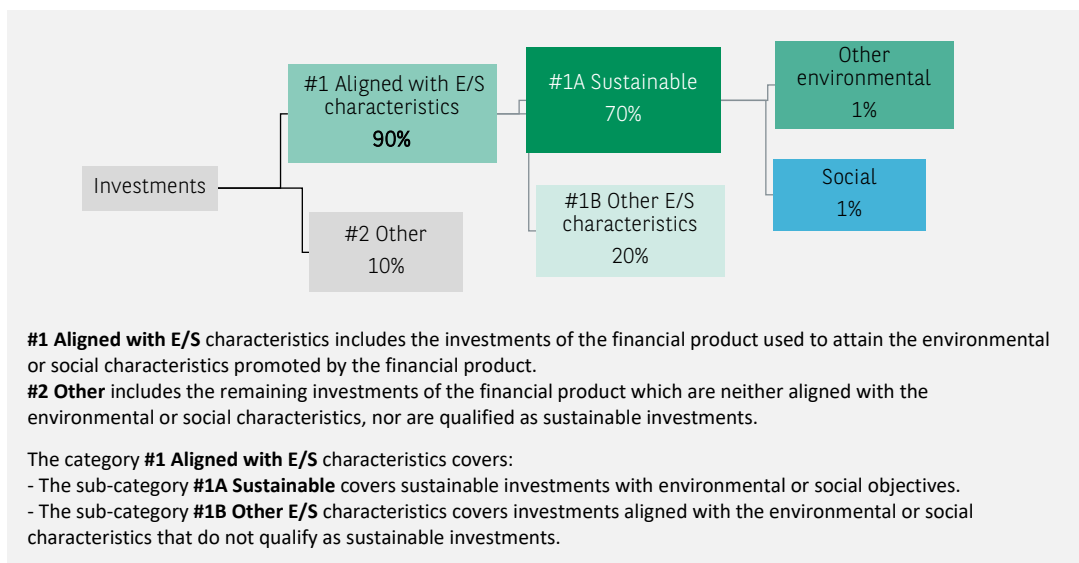 #1 Aligned with E/S
characteristics
90%
#1A Sustainable
70%
Other
environmental
1%
Investments
#2 Other
10%
#1B Other E/S
characteristics
20%
Social
1%
#1 Aligned with E/S characteristics includes the investments of the financial product used to attain the environmental
or social characteristics promoted by the financial product.
#2 Other includes the remaining investments of the financial product which are neither aligned with the
environmental or social characteristics, nor are qualified as sustainable investments.
The category #1 Aligned with E/S characteristics covers:
- The sub-category #1A Sustainable covers sustainable investments with environmental or social objectives.
- The sub-category #1B Other E/S characteristics covers investments aligned with the environmental or social
characteristics that do not qualify as sustainable investments.